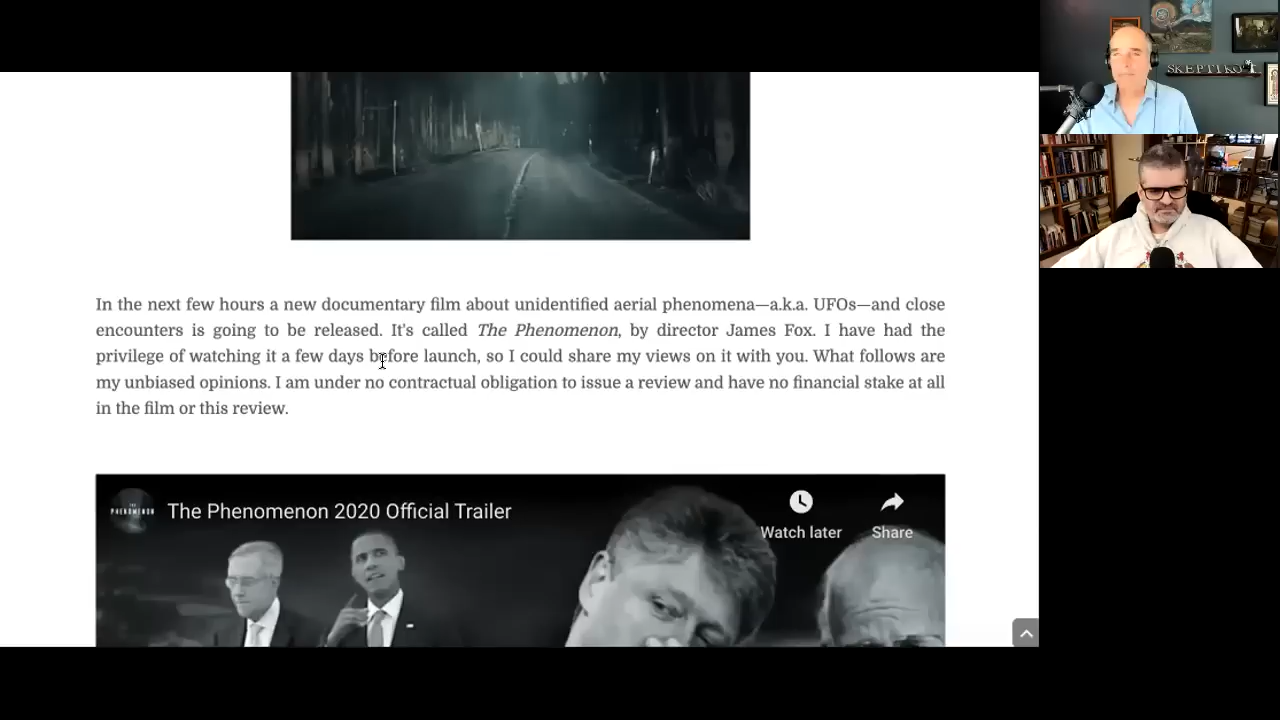 SKEPTIKO
In the next few hours a new documentary film about unidentified aerial phenomena—a.k.a. UFOs—and close
encounters is going to be released. It's called The Phenomenon, by director James Fox. I have had the
privilege of watching it a few days before launch, so I could share my views on it with you. What follows are
my unbiased opinions. I am under no contractual obligation to issue a review and have no financial stake at all
in the film or this review.
THE
PHENOMENON
The Phenomenon 2020 Official Trailer
Watch later
Share